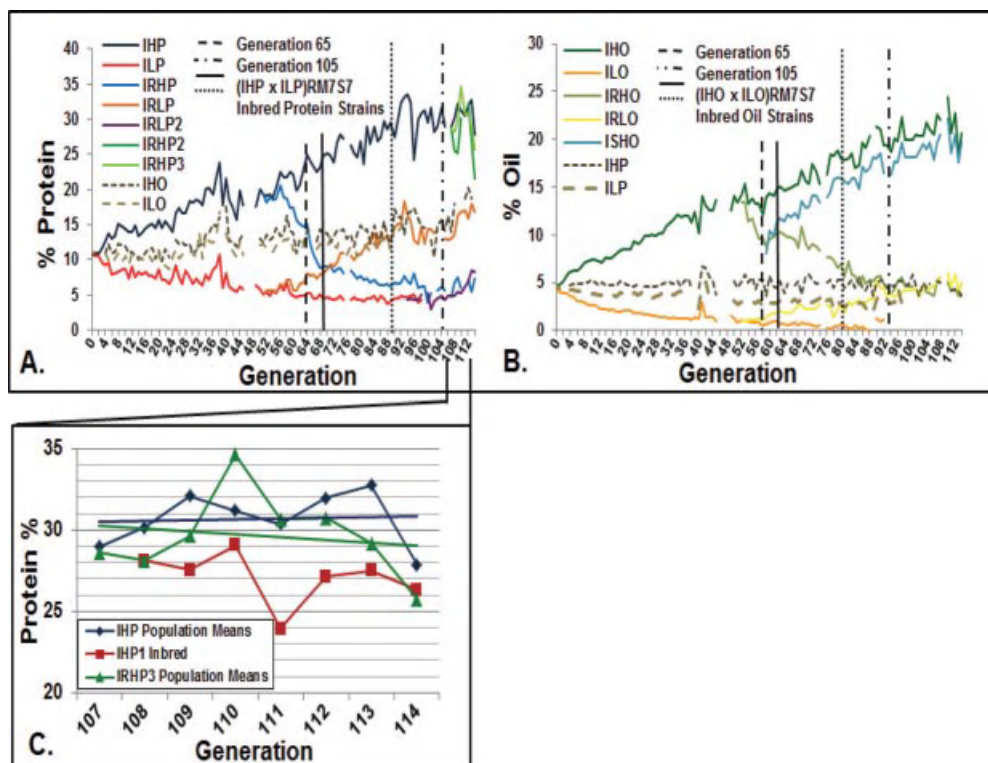 40
35
30
25
20
15
10
5
0
% Protein
IHP
ILP
IRHP
IRLP
IRLP2
IRHP2
IRHP3
IHO
ILO
Generation 65
Generation 105
(IHP x ILP)RM7S7
Inbred Protein Strains
0 4 8 12 16 20 24 28 32 36 40 44 48 52 56 60 64 68 72 76 80 84 88 92 96 100 104 108 112
A.
Generation
30
25
20
15
10
5
0
% Oil
IHO
ILO
IRHO
IRLO
ISHO
IHP
ILP
Generation 65
Generation 105
(IHO x ILO)RM7S7
Inbred Oil Strains
0 4 8 12 16 20 24 28 32 36 40 44 48 52 56 60 64 68 72 76 80 84 88 92 96 100 104 108 112
B.
Generation
35
30
25
20
Protein %
IHP Population Means
IHP1 Inbred
IRHP3 Population Means
107 108 109 110 111 112 113 114
C.
Generation